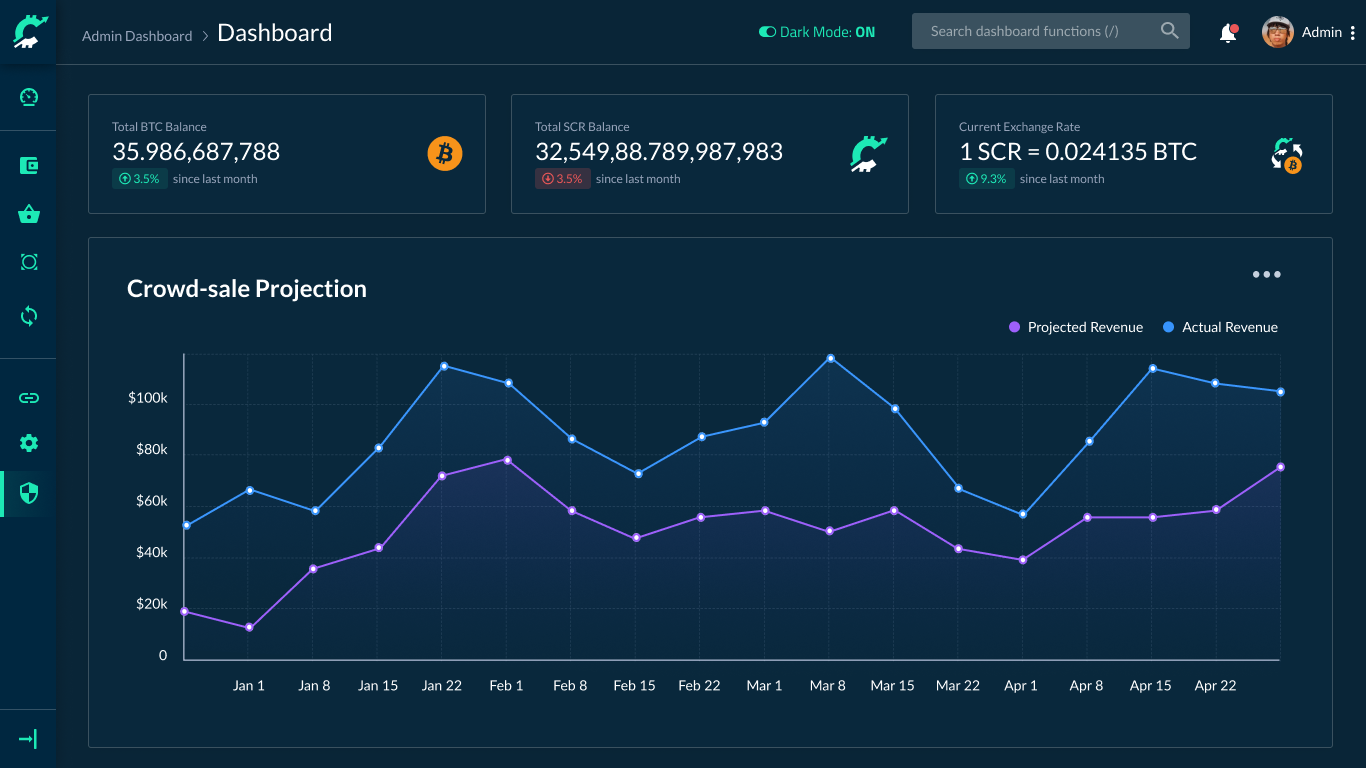 Admin Dashboard > Dashboard
Dark Mode: ON
Search dashboard functions (/)
Admin
Total BTC Balance
35.986,687,788
3.5% since last month
Total SCR Balance
32,549,88.789,987,983
3.5% since last month
Current Exchange Rate
1 SCR = 0.024135 BTC
9.3% since last month
Crowd-sale Projection
Projected Revenue
Actual Revenue
$100k
$80k
$60k
$40k
$20k
0
Jan 1 Jan 8 Jan 15 Jan 22 Feb 1 Feb 8 Feb 15 Feb 22 Mar 1 Mar 8 Mar 15 Mar 22 Apr 1 Apr 8 Apr 15 Apr 22